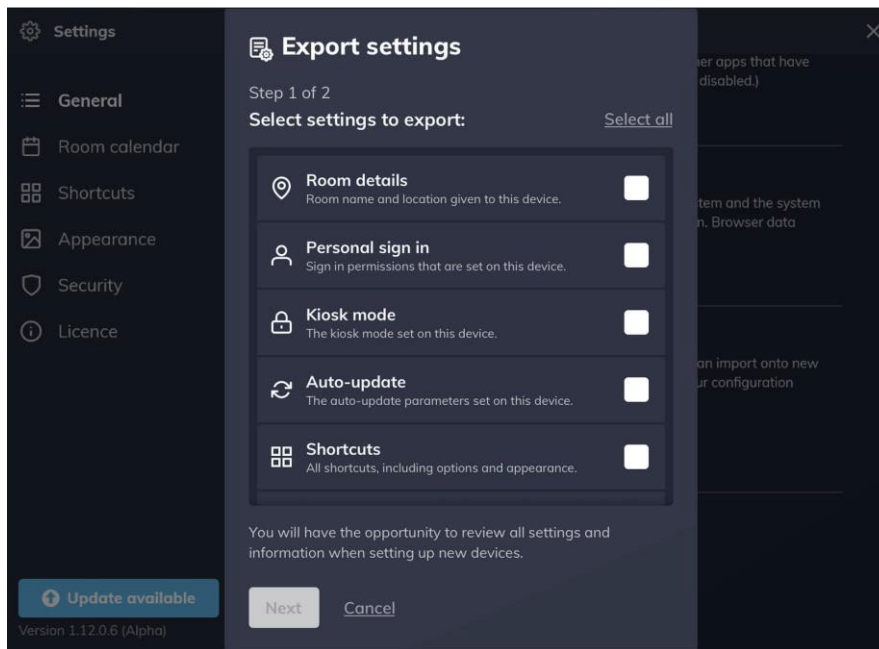 Settings
General
Room calendar
Shortcuts
Appearance
Security
Licence
Update available
Version 1.12.0.6 (Alpha)
Export settings
Step 1 of 2
Select settings to export:
Select all
Room details
Room name and location given to this device.
Personal sign in
Sign in permissions that are set on this device.
Kiosk mode
The kiosk mode set on this device.
Auto-update
The auto-update parameters set on this device.
Shortcuts
All shortcuts, including options and appearance.
You will have the opportunity to review all settings and
information when setting up new devices.
Next
Cancel
apps that have
disabled.)
and the system
Browser data
import onto new
configuration